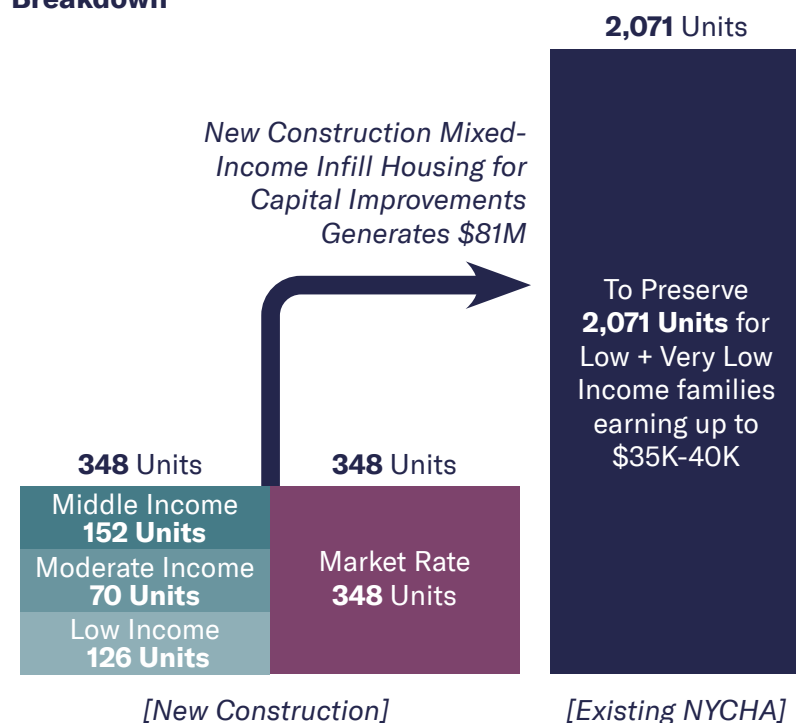 Breakdown
2,071 Units
New Construction Mixed-
Income Infill Housing for
Capital Improvements
Generates $81M
To Preserve
2,071 Units for
Low + Very Low
Income families
earning up to
$35K-40K
348 Units
348 Units
Middle Income
152 Units
Moderate Income
70 Units
Low Income
126 Units
Market Rate
348 Units
[New Construction]
[Existing NYCHA]